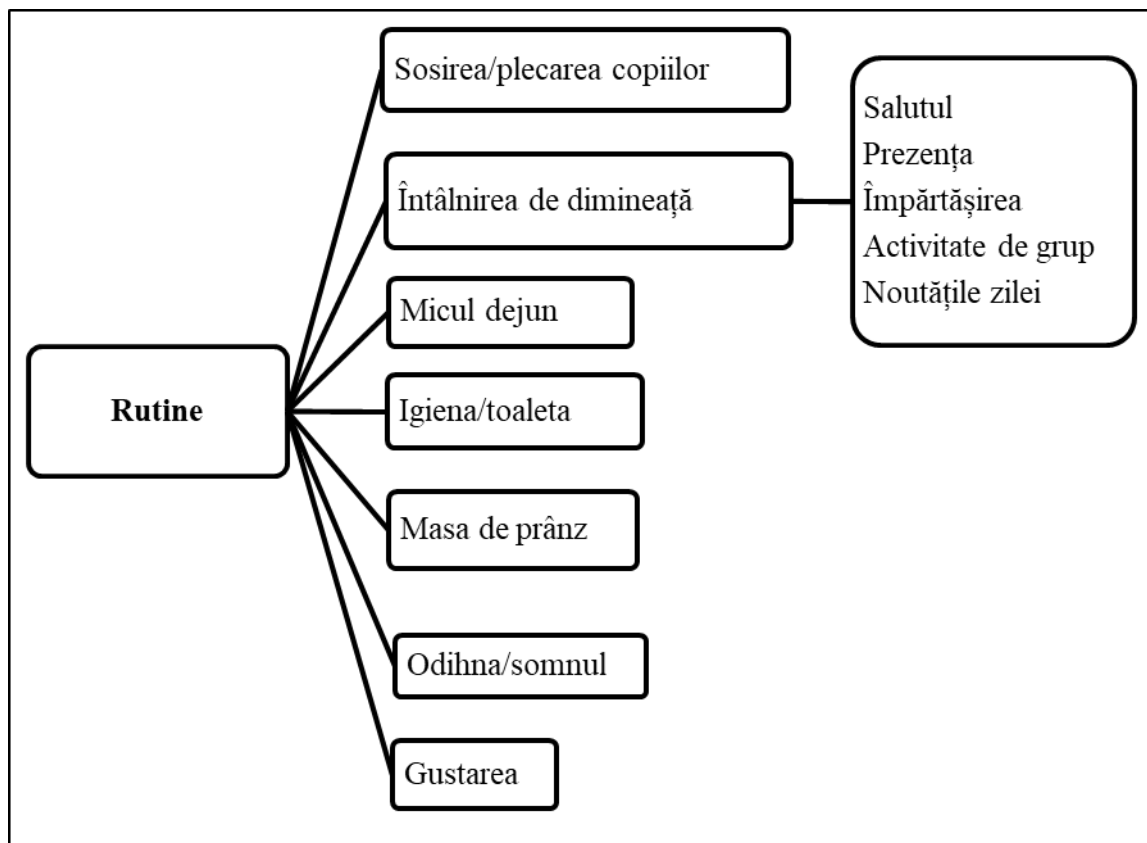 Rutine
Sosirea/plecarea copiilor
Întâlnirea de dimineață
Salutul
Prezența
Împărtășirea
Activitate de grup
Noutățile zilei
Micul dejun
Igiena/toaleta
Masa de prânz
Odihna/somnul
Gustarea